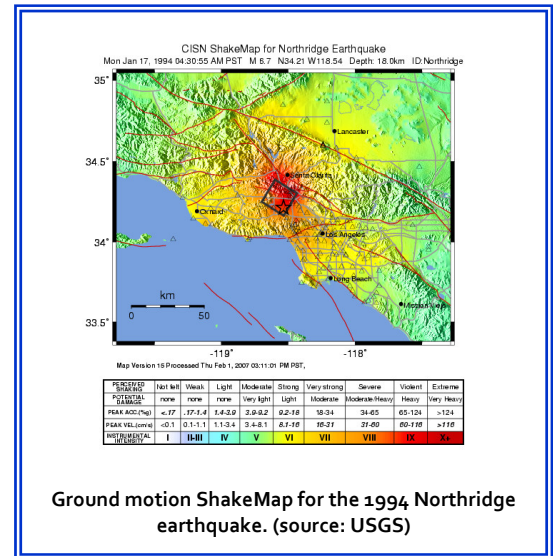 CISN ShakeMap for Northridge Earthquake
Mon Jan 17, 1994 04:30:55 AM PST M 6.7 N34.21 W118.54 Depth: 18.0km ID:Northridge
35˚
Lancaster
34.5˚
Santa Clarita
Oxnard
Los Angeles
34˚
Long Beach
Mission Viejo
km
0 50
33.5˚
-119˚ -118˚
Map Version 15 Processed Thu Feb 1, 2007 03:11:01 PM PST,
PERCEIVED SHAKING Not felt Weak Light Moderate Strong Very strong Severe Violent Extreme
POTENTIAL DAMAGE none none none Very light Light Moderate Moderate/Heavy Heavy Very Heavy
PEAK ACC.(%g) <.17 .17-1.4 1.4-3.9 3.9-9.2 9.2-18 18-34 34-65 65-124 >124
PEAK VEL.(cm/s) <0.1 0.1-1.1 1.1-3.4 3.4-8.1 8.1-16 16-31 31-60 60-116 >116
INSTRUMENTAL INTENSITY I II-III IV V VI VII VIII IX X+
Ground motion ShakeMap for the 1994 Northridge
earthquake. (source: USGS)